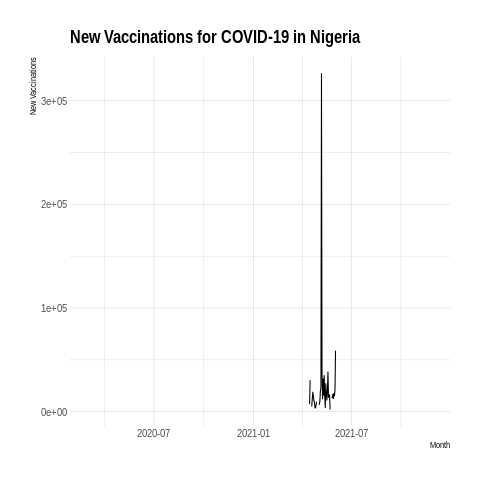 New Vaccinations for COVID-19 in Nigeria
New Vaccinations
3e+05
2e+05
1e+05
0e+00
2020-07
2021-01
2021-07
Month